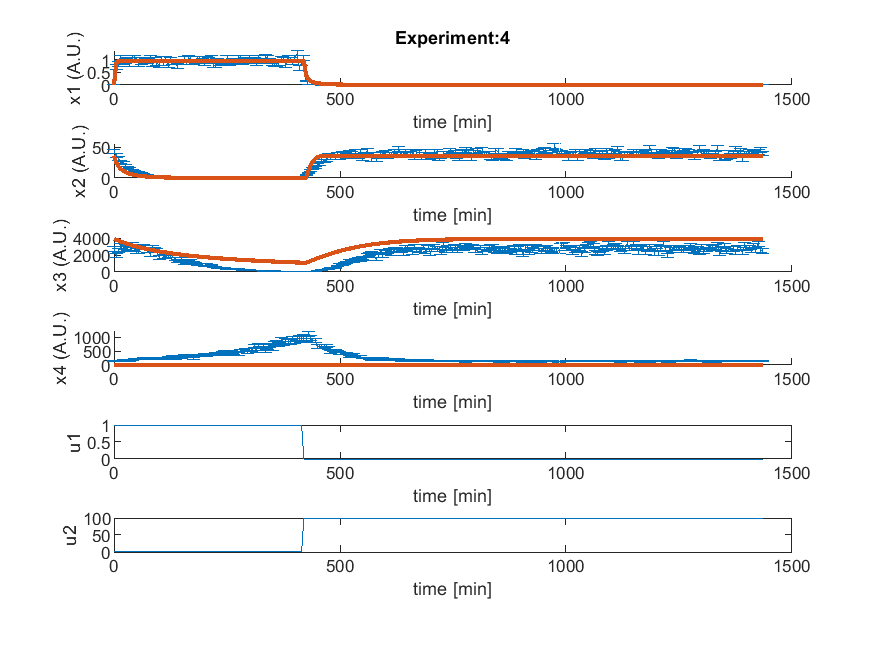 Experiment:4
x1 (A.U.)
1
0.5
0
0 500 1000 1500
time [min]
x2 (A.U.)
50
0
0 500 1000 1500
time [min]
x3 (A.U.)
4000
2000
0
0 500 1000 1500
time [min]
x4 (A.U.)
1000
500
0
0 500 1000 1500
time [min]
u1
1
0.5
0
0 500 1000 1500
time [min]
u2
100
50
0
0 500 1000 1500
time [min]